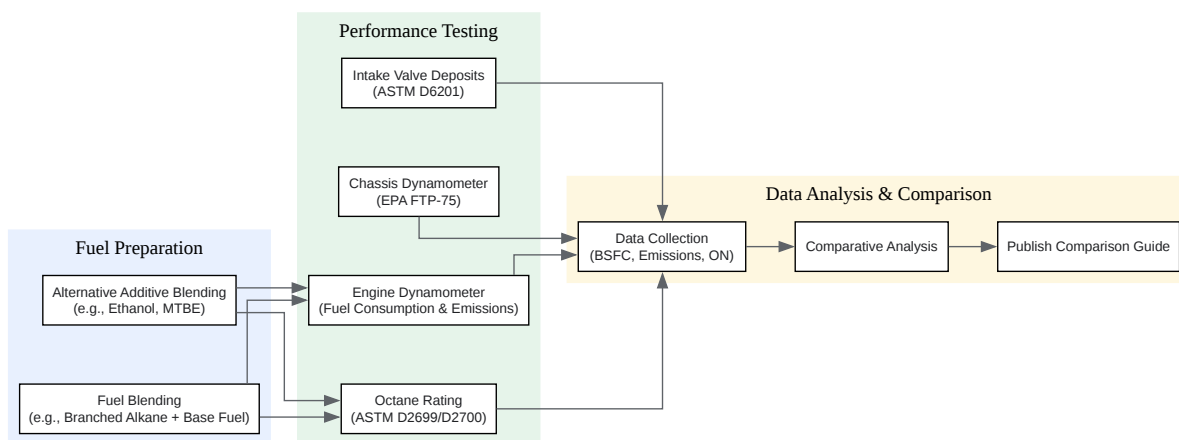 Performance Testing
Intake Valve Deposits
(ASTM D6201)
Chassis Dynamometer
(EPA FTP-75)
Data Analysis & Comparison
Data Collection
(BSFC, Emissions, ON)
Comparative Analysis
Publish Comparison Guide
Fuel Preparation
Alternative Additive Blending
(e.g., Ethanol, MTBE)
Engine Dynamometer
(Fuel Consumption & Emissions)
Fuel Blending
(e.g., Branched Alkane + Base Fuel)
Octane Rating
(ASTM D2699/D2700)